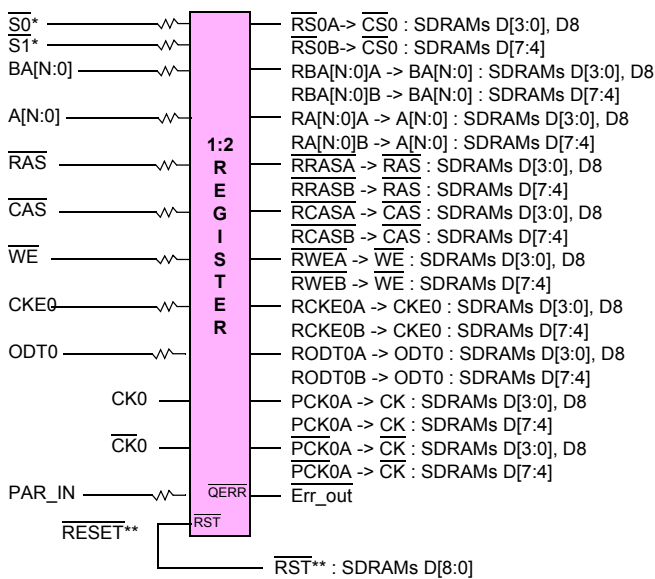 S0* RS0A-> CS0 : SDRAMs D[3:0], D8
S1* RS0B-> CS0 : SDRAMs D[7:4]
BA[N:0] RBA[N:0]A -> BA[N:0] : SDRAMs D[3:0], D8
RBA[N:0]B -> BA[N:0] : SDRAMs D[7:4]
A[N:0] RA[N:0]A -> A[N:0] : SDRAMs D[3:0], D8
RA[N:0]B -> A[N:0] : SDRAMs D[7:4]
RAS RRASA -> RAS : SDRAMs D[3:0], D8
RRASB -> RAS : SDRAMs D[7:4]
CAS RCASA -> CAS : SDRAMs D[3:0], D8
RCASB -> CAS : SDRAMs D[7:4]
WE RWEA -> WE : SDRAMs D[3:0], D8
RWEB -> WE : SDRAMs D[7:4]
CKE0 RCKE0A -> CKE0 : SDRAMs D[3:0], D8
RCKE0B -> CKE0 : SDRAMs D[7:4]
ODT0 RODT0A -> ODT0 : SDRAMs D[3:0], D8
RODT0B -> ODT0 : SDRAMs D[7:4]
CK0 PCK0A -> CK : SDRAMs D[3:0], D8
PCK0A -> CK : SDRAMs D[7:4]
CK0 PCK0A -> CK : SDRAMs D[3:0], D8
PCK0A -> CK : SDRAMs D[7:4]
PAR_IN QERR Err_out
RESET** RST
RST** : SDRAMs D[8:0]
1:2
R
E
G
I
S
T
E
R